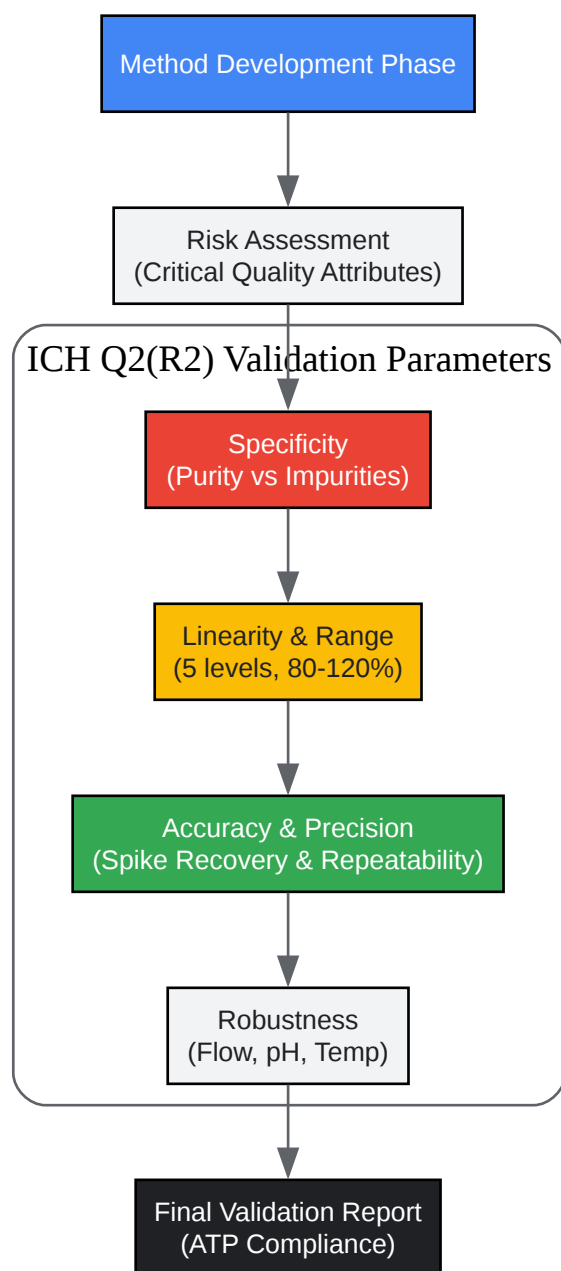 Method Development Phase
Risk Assessment
(Critical Quality Attributes)
ICH Q2(R2) Validation Parameters
Specificity
(Purity vs Impurities)
Linearity & Range
(5 levels, 80-120%)
Accuracy & Precision
(Spike Recovery & Repeatability)
Robustness
(Flow, pH, Temp)
Final Validation Report
(ATP Compliance)